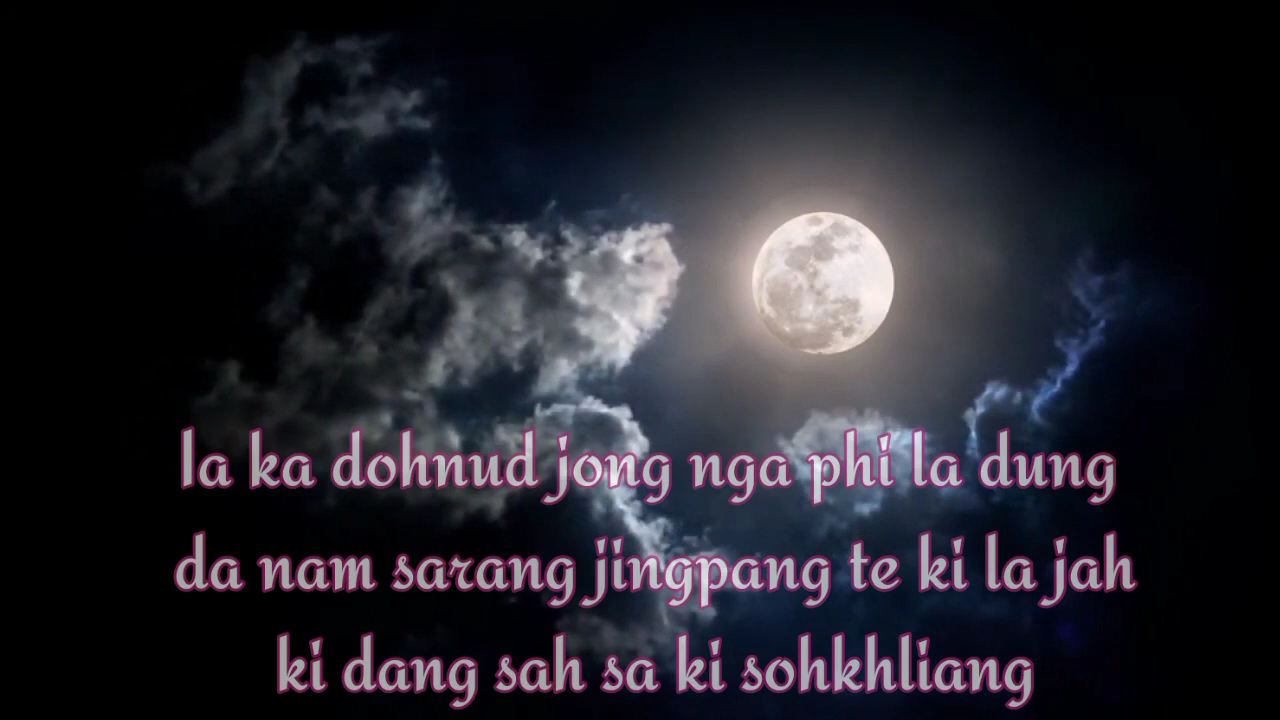 la ka dohnud jong nga phi la dung
da nam sarang jingpang te ki la jah
ki dang sah sa ki sohkhliang